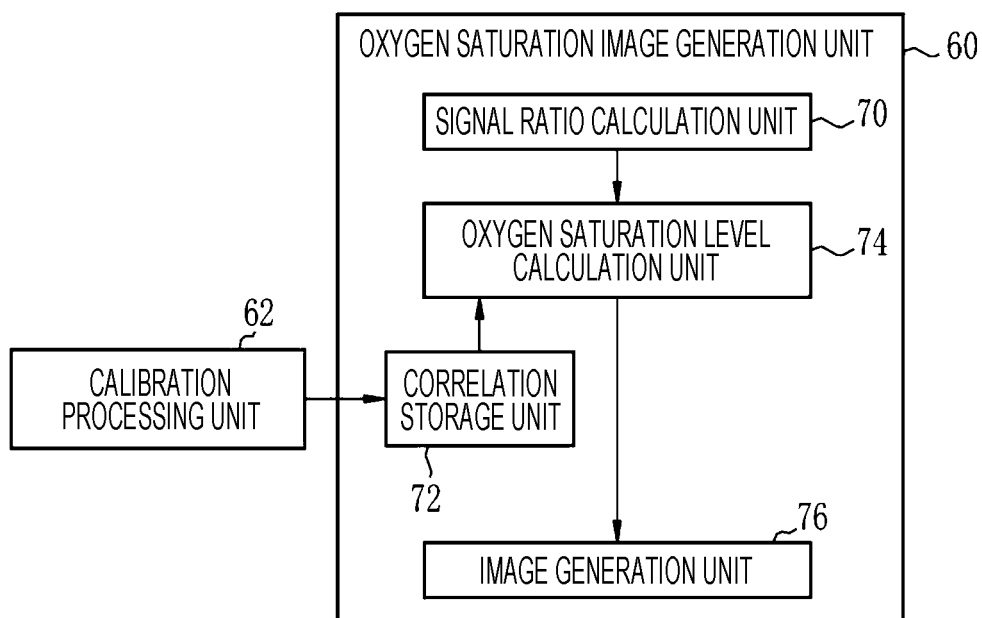 OXYGEN SATURATION IMAGE GENERATION UNIT
60
SIGNAL RATIO CALCULATION UNIT
70
OXYGEN SATURATION LEVEL
CALCULATION UNIT
74
62
CALIBRATION
PROCESSING UNIT
CORRELATION
STORAGE UNIT
72
76
IMAGE GENERATION UNIT